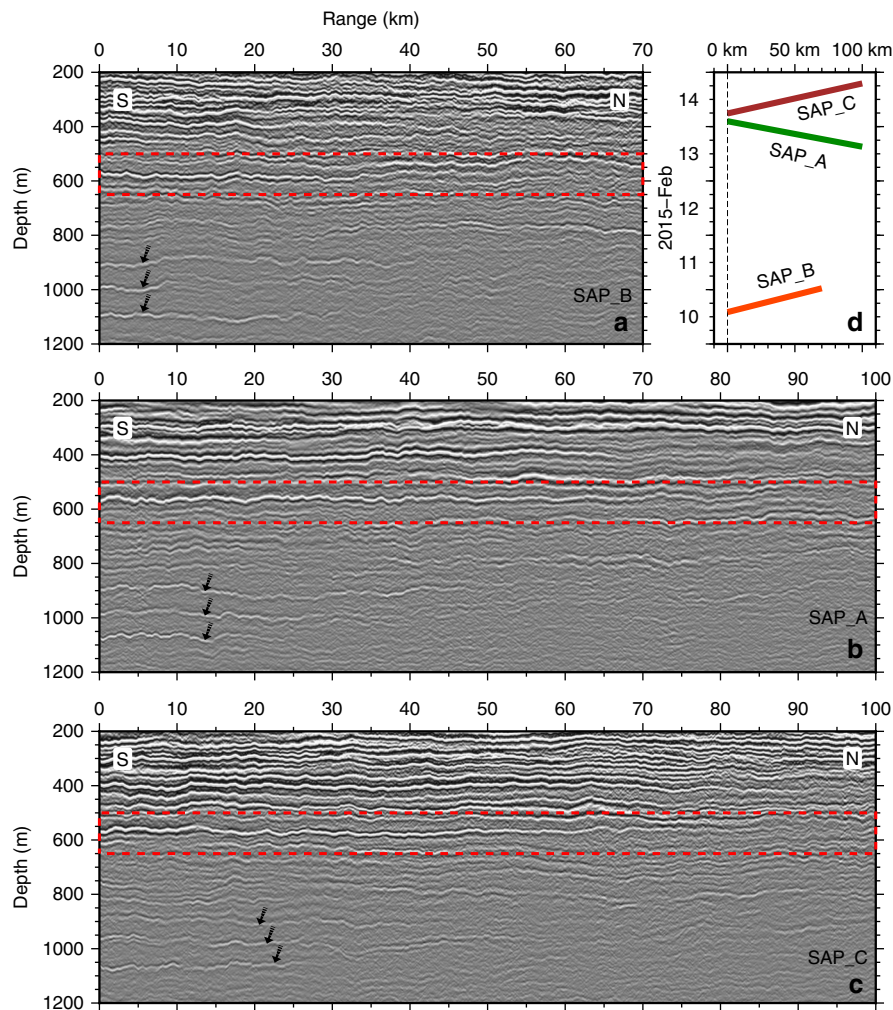 Range (km)
0 10 20 30 40 50 60 70
0 km 50 km 100 km
200
400
600
800
1000
1200
Depth (m)
S
N
SAP_B
a
2015–Feb
14
13
12
11
10
SAP_C
SAP_A
SAP_B
d
0 10 20 30 40 50 60 70 80 90 100
200
400
600
800
1000
1200
Depth (m)
S
N
SAP_A
b
0 10 20 30 40 50 60 70 80 90 100
200
400
600
800
1000
1200
Depth (m)
S
N
SAP_C
c